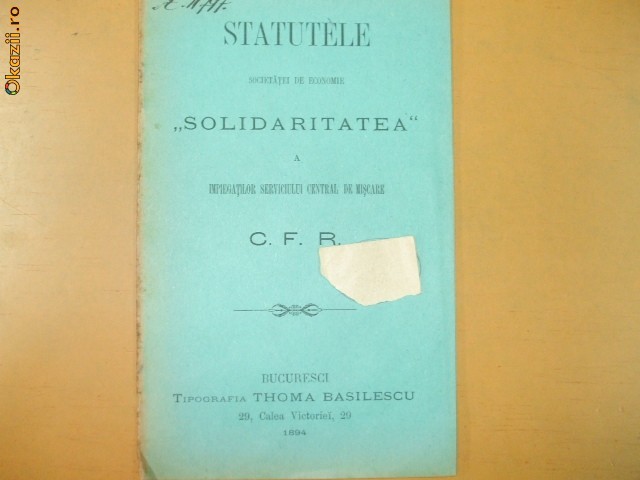 Okazii.ro
STATUTELE
SOCIETĂȚEI DE ECONOMIE
„SOLIDARITATEA“
A
IMPIEGAȚILOR SERVICIULUI CENTRAL DE MIȘCARE
C. F. R.
BUCURESCI
TIPOGRAFIA THOMA BASILESCU
29, Calea Victorieĭ, 29
1894